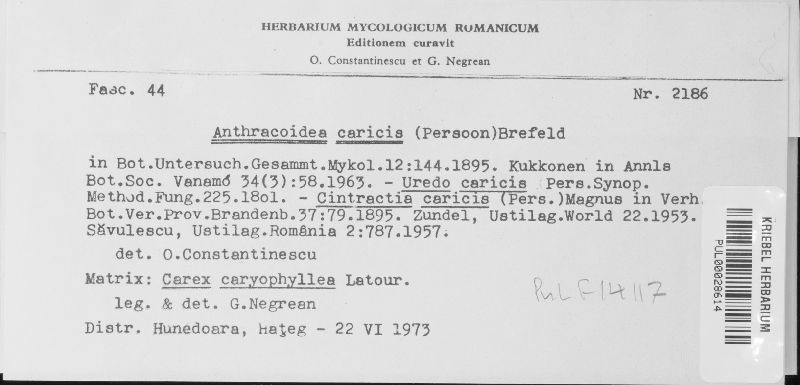 HERBARIUM MYCOLOGICUM ROMANICUM
Editionem curavit
O. Constantinescu et G. Negrean
Fasc. 44
Nr. 2186
Anthracoidea caricis (Persoon)Brefeld
in Bot.Untersuch.Gesammt.Mykol.12:144.1895. Kukkonen in Annls
Bot.Soc. Vanamó 34(3):58.1963. - Uredo caricis Pers.Synop.
Method.Fung.225.18ol. - Cintractia caricis (Pers.)Magnus in Verh.
Bot.Ver.Prov.Brandenb.37:79.1895. Zundel, Ustilag.World 22.1953.
Săvulescu, Ustilag.România 2:787.1957.
det. O.Constantinescu
Matrix: Carex caryophyllea Latour.
leg. & det. G.Negrean
Distr. Hunedoara, Haţeg - 22 VI 1973
PuL F14117
KRIEBEL HERBARIUM
PUL00028614